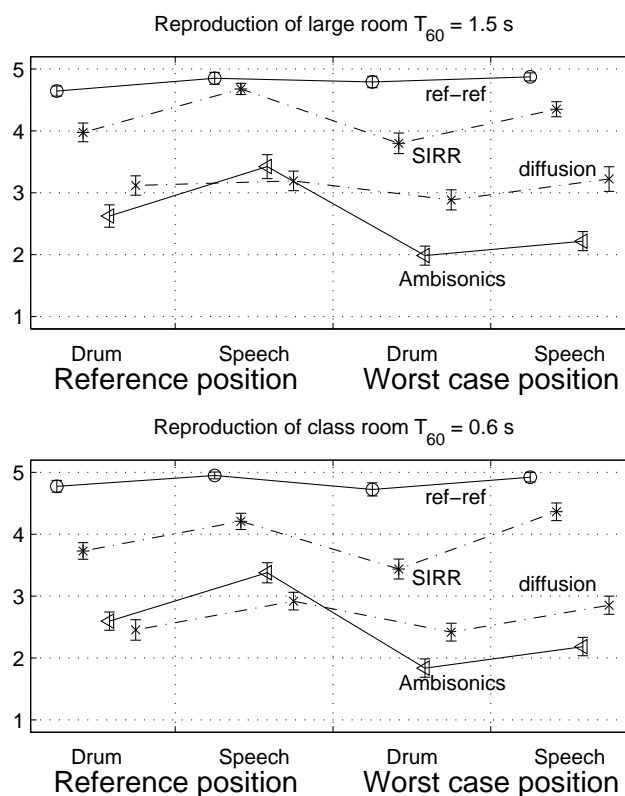 Reproduction of large room T60 = 1.5 s
5
ref−ref
4
SIRR
diffusion
3
2
Ambisonics
1
Drum Speech Drum Speech
Reference position Worst case position
Reproduction of class room T60 = 0.6 s
5
ref−ref
4
SIRR
diffusion
3
2
Ambisonics
1
Drum Speech Drum Speech
Reference position Worst case position